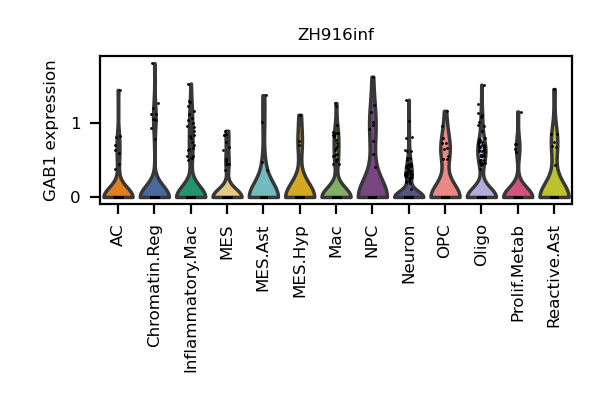 ZH916inf
GAB1 expression
1
0
AC
Chromatin.Reg
Inflammatory.Mac
MES
MES.Ast
MES.Hyp
Mac
NPC
Neuron
OPC
Oligo
Prolif.Metab
Reactive.Ast